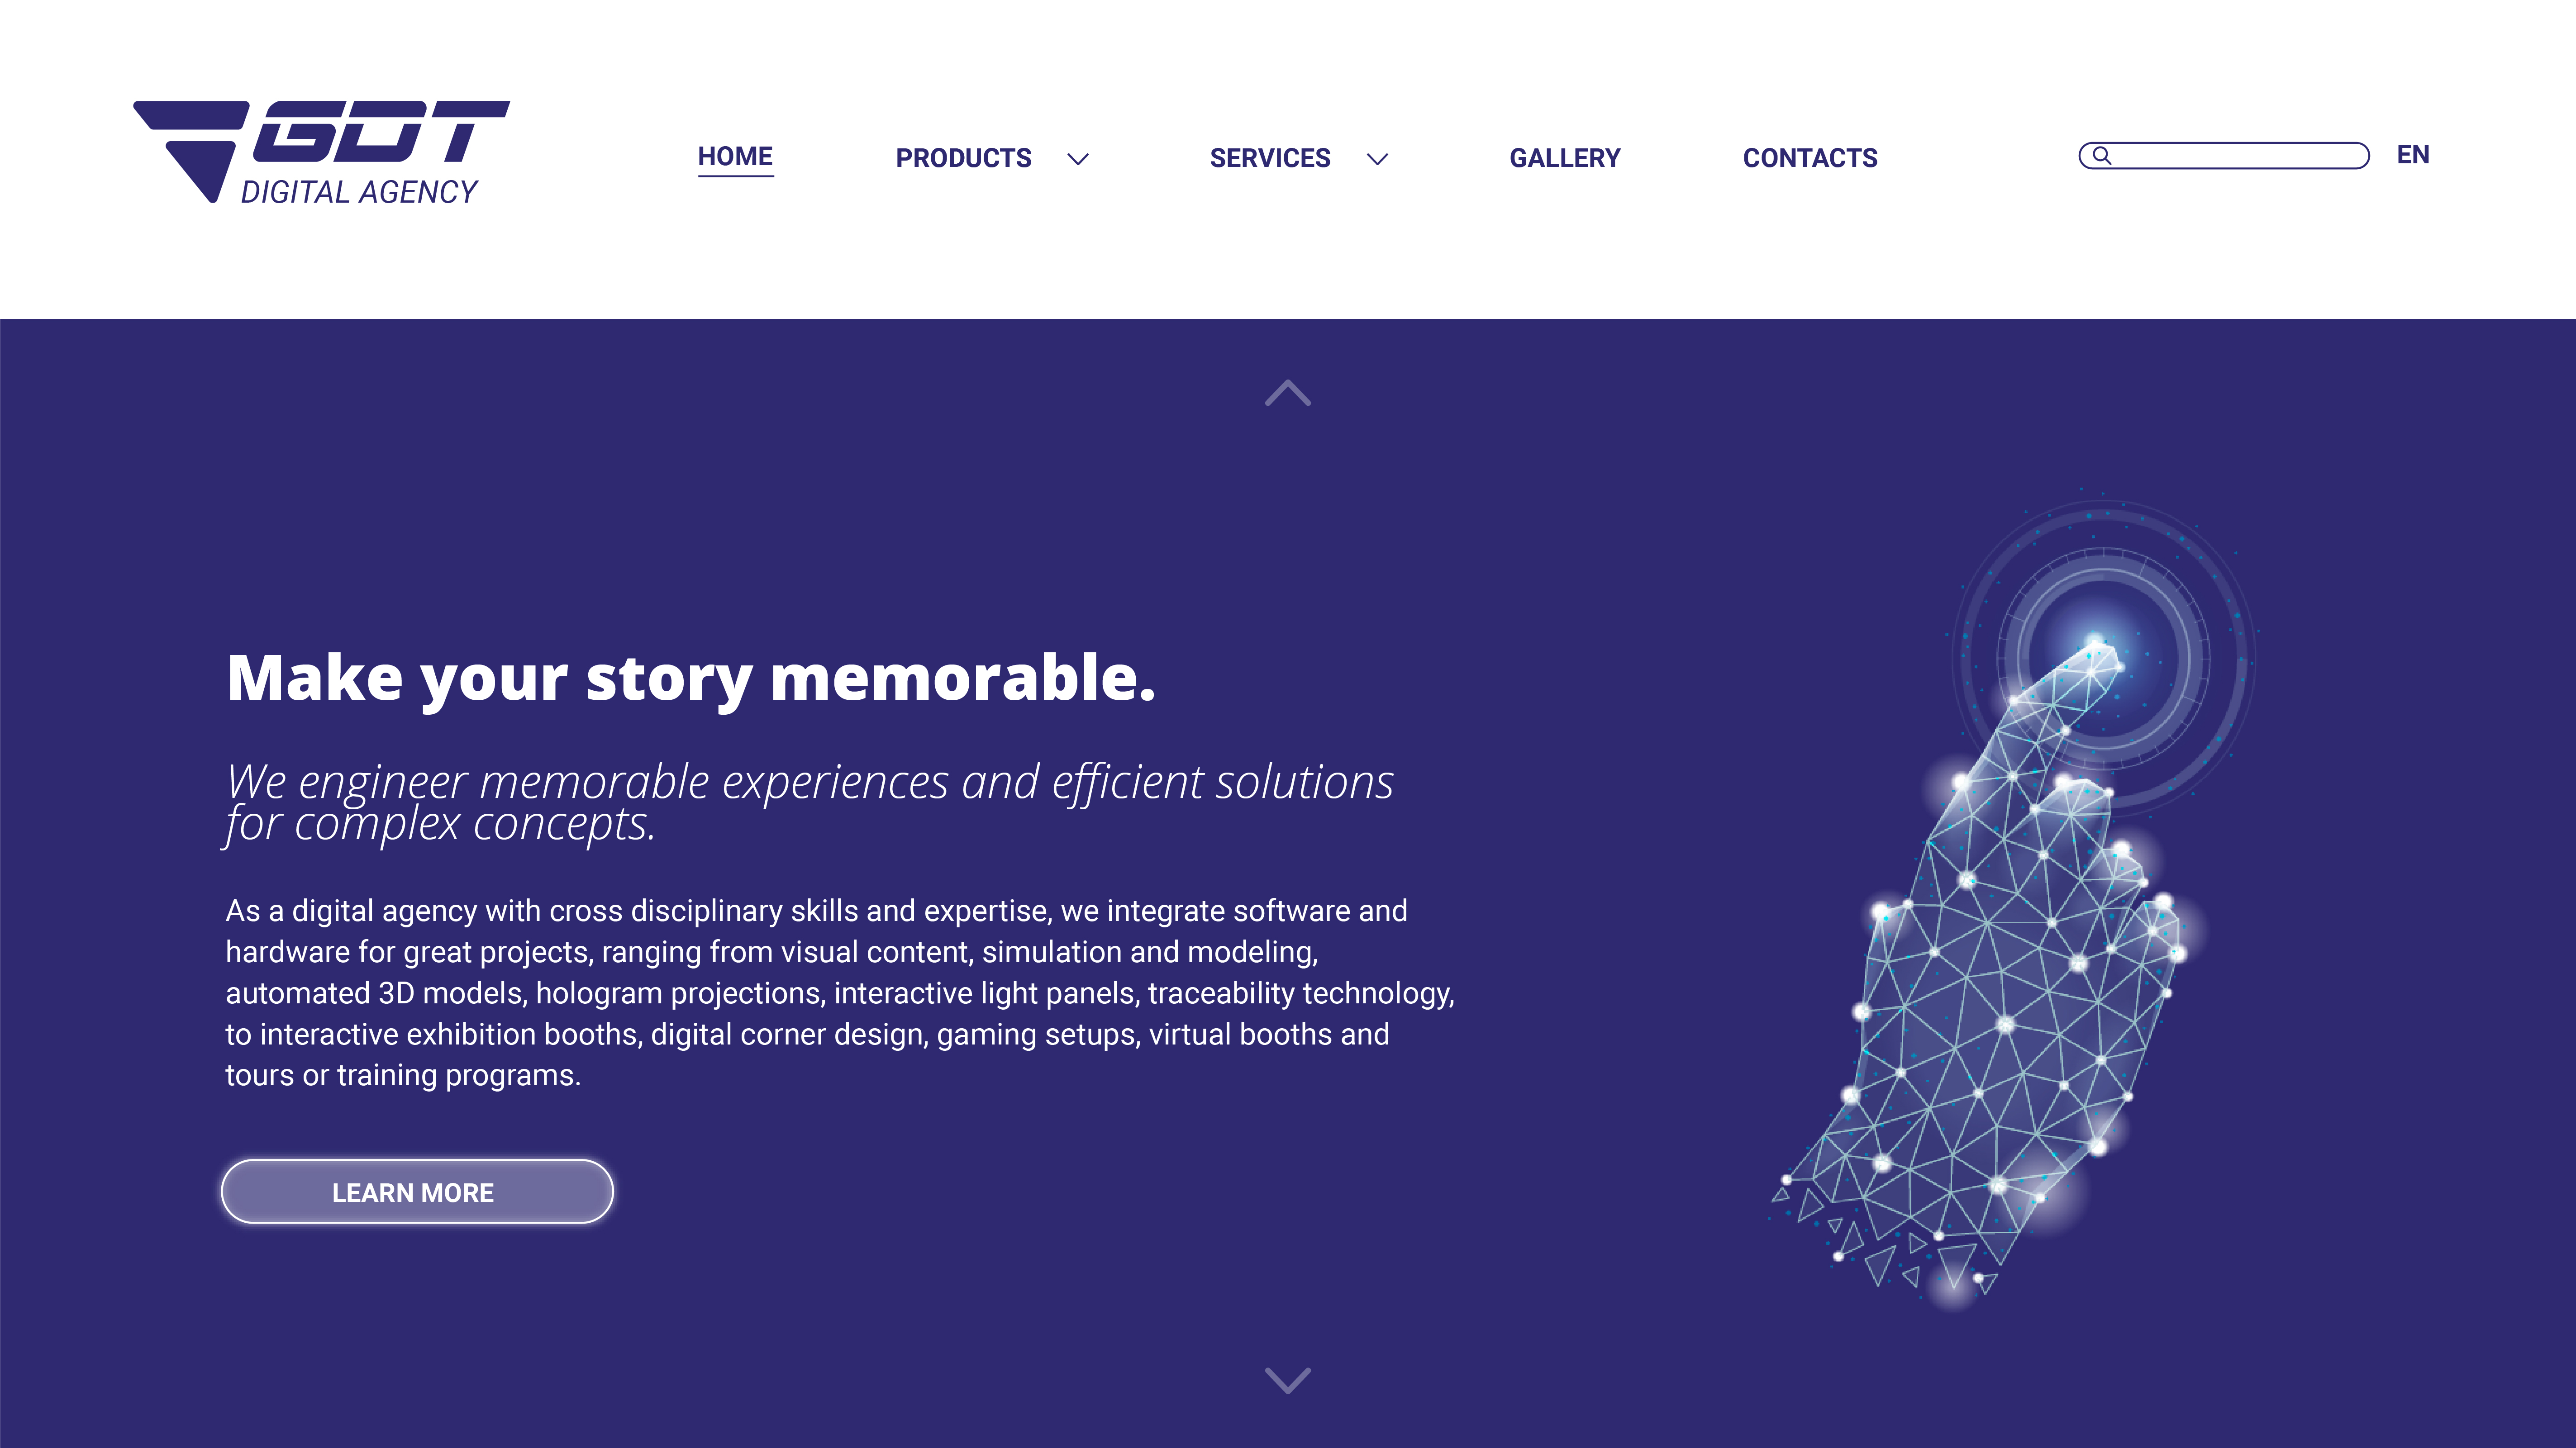 GDT
DIGITAL AGENCY
HOME
PRODUCTS
SERVICES
GALLERY
CONTACTS
EN
Make your story memorable.
We engineer memorable experiences and efficient solutions
for complex concepts.
As a digital agency with cross disciplinary skills and expertise, we integrate software and
hardware for great projects, ranging from visual content, simulation and modeling,
automated 3D models, hologram projections, interactive light panels, traceability technology,
to interactive exhibition booths, digital corner design, gaming setups, virtual booths and
tours or training programs.
LEARN MORE